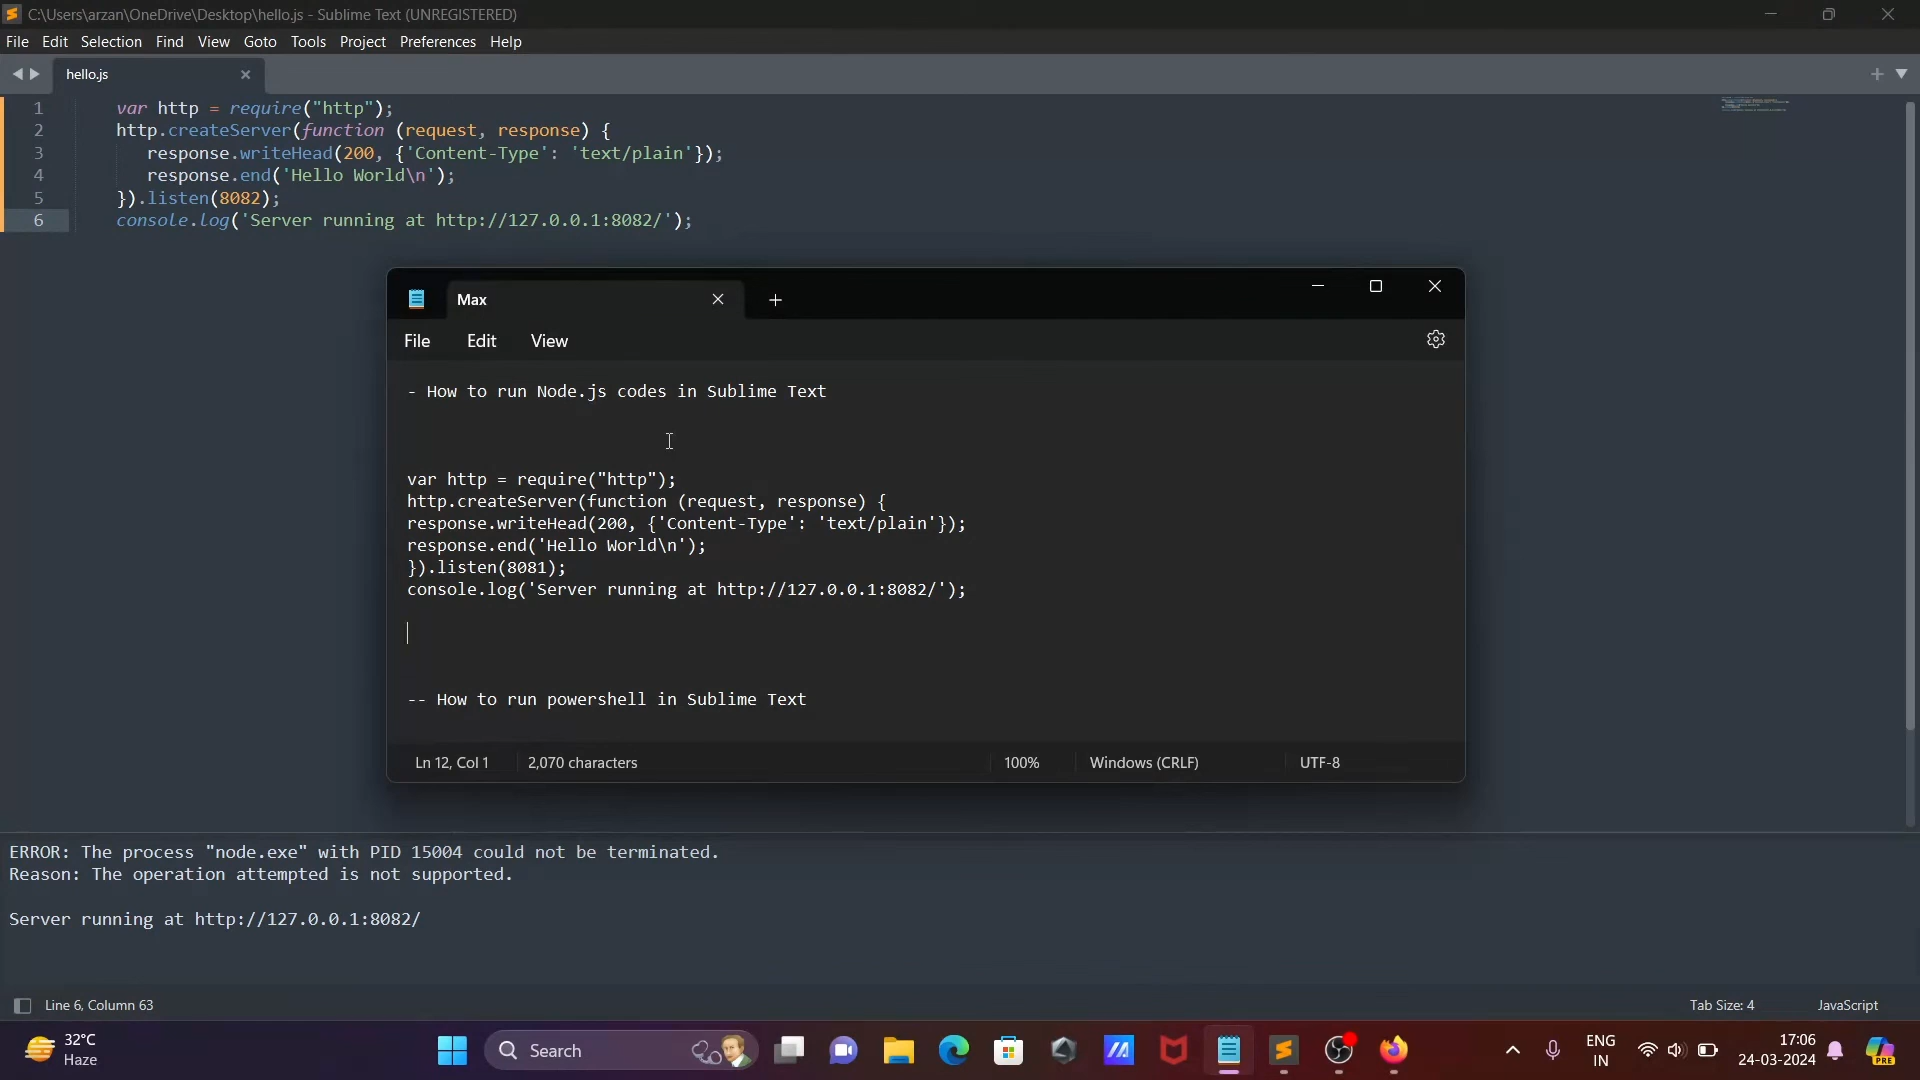 C:\Users\arzan\OneDrive\Desktop\hello.js - Sublime Text (UNREGISTERED)
File Edit Selection Find View Goto Tools Project Preferences Help
hello.js
1 var http = require("http");
2 http.createServer(function (request, response) {
3 response.writeHead(200, {'Content-Type': 'text/plain'});
4 response.end('Hello World\n');
5 }).listen(8082);
6 console.log('Server running at http://127.0.0.1:8082/');
Max
File Edit View
- How to run Node.js codes in Sublime Text
var http = require("http");
http.createServer(function (request, response) {
response.writeHead(200, {'Content-Type': 'text/plain'});
response.end('Hello World\n');
}).listen(8081);
console.log('Server running at http://127.0.0.1:8082/');
-- How to run powershell in Sublime Text
Ln 12, Col 1 2,070 characters 100% Windows (CRLF) UTF-8
ERROR: The process "node.exe" with PID 15004 could not be terminated.
Reason: The operation attempted is not supported.
Server running at http://127.0.0.1:8082/
Line 6, Column 63 Tab Size: 4 JavaScript
32°C
Haze
Search
ENG
IN
17:06
24-03-2024
PRE